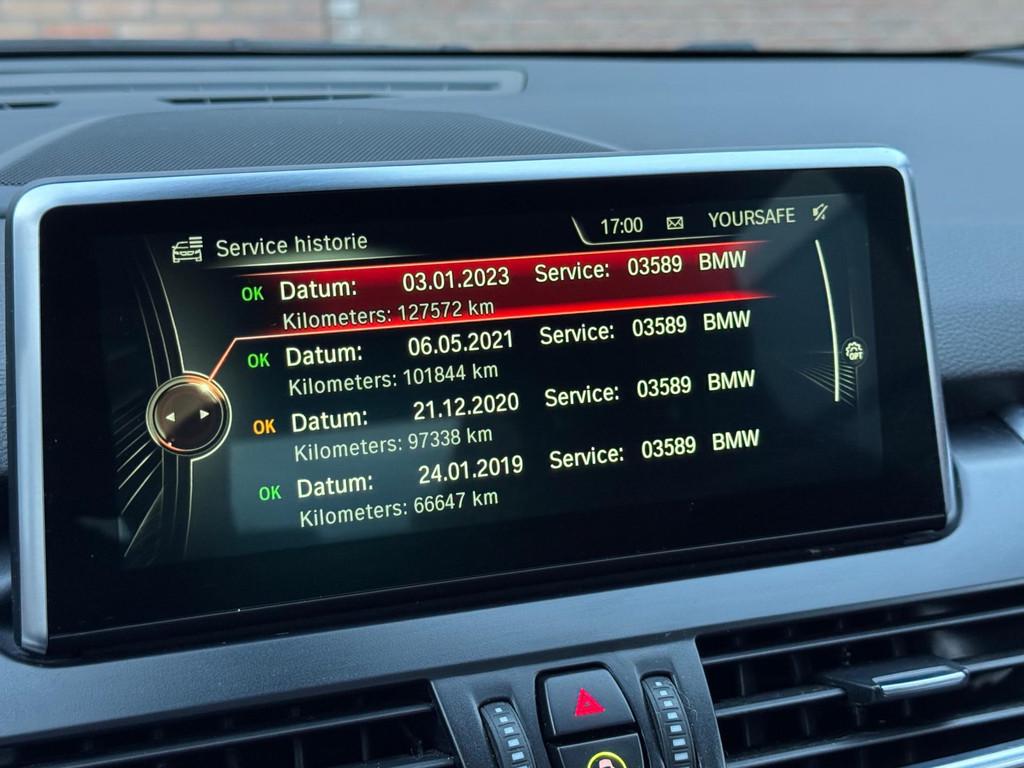 17:00 YOURSAFE
Service historie
OK Datum: 03.01.2023 Service: 03589 BMW
Kilometers: 127572 km
OK Datum: 06.05.2021 Service: 03589 BMW
Kilometers: 101844 km
OK Datum: 21.12.2020 Service: 03589 BMW
Kilometers: 97338 km
OK Datum: 24.01.2019 Service: 03589 BMW
Kilometers: 66647 km
OPT